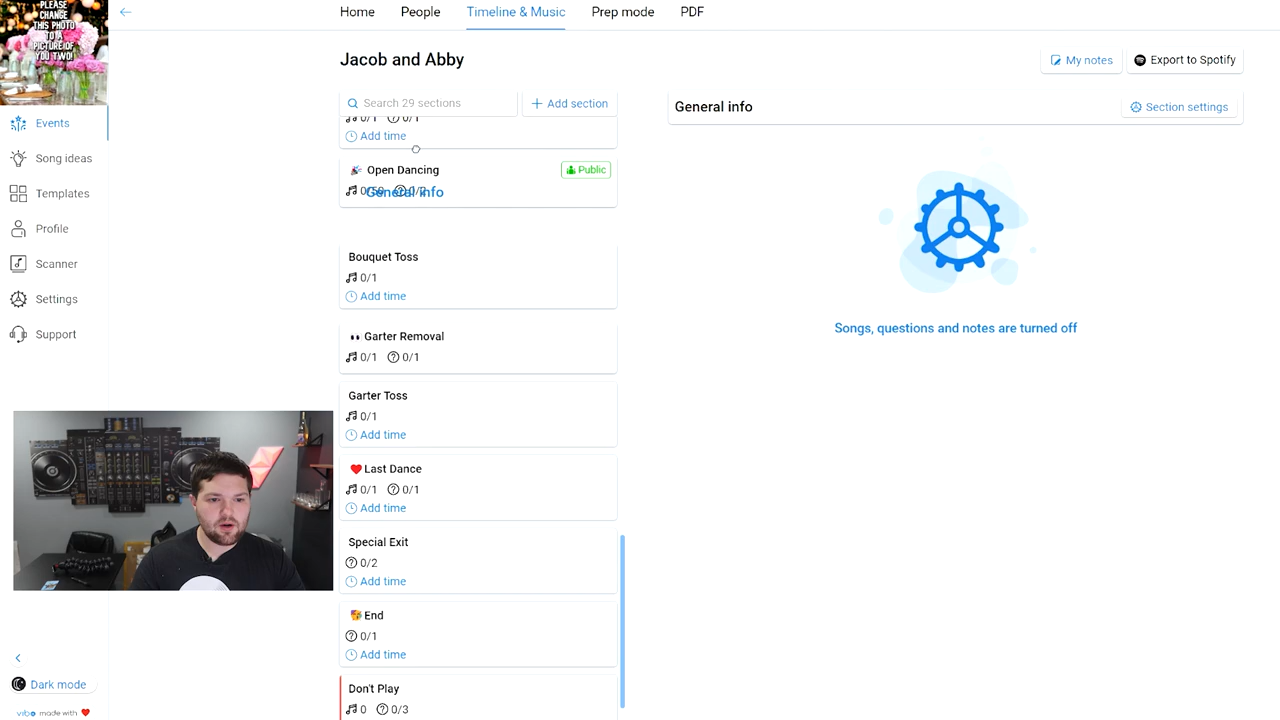 PLEASE
CHANGE
THIS PHOTO
TO A
PICTURE OF
YOU TWO!
Home
People
Timeline & Music
Prep mode
PDF
Jacob and Abby
My notes
Export to Spotify
Search 29 sections
+ Add section
General info
Section settings
Events
Song ideas
Templates
Profile
Scanner
Settings
Support
Dark mode
vibo made with ❤️
0/1 0/1
Add time
Open Dancing
Public
General info
Bouquet Toss
0/1
Add time
Garter Removal
0/1 0/1
Garter Toss
0/1
Add time
Last Dance
0/1 0/1
Add time
Special Exit
0/2
Add time
End
0/1
Add time
Don't Play
0 0/3
Songs, questions and notes are turned off